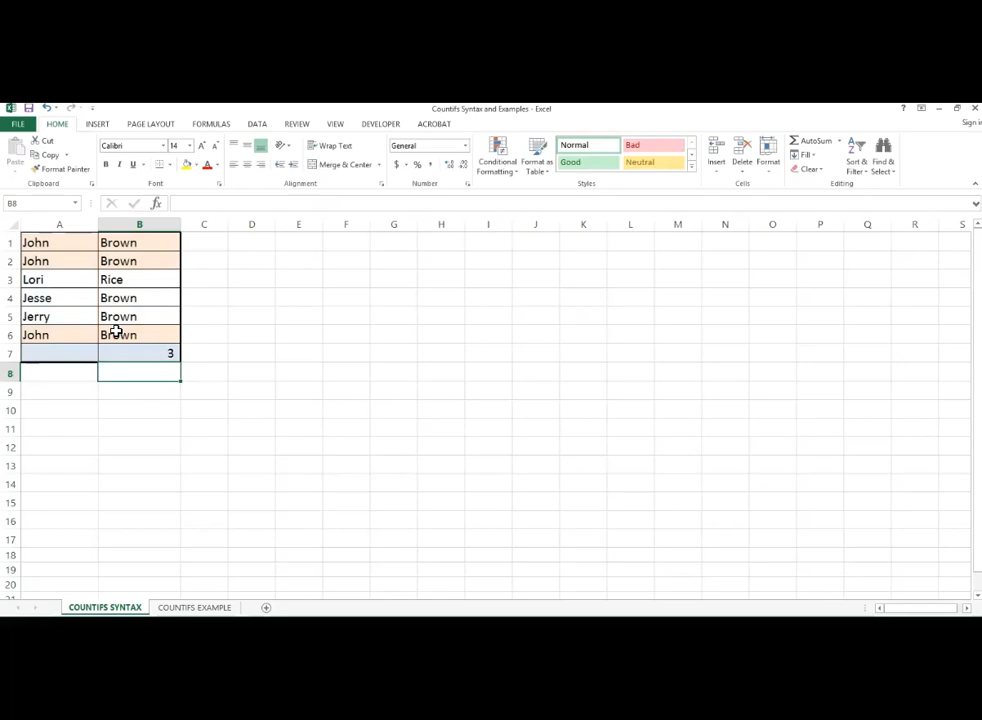 Countifs Syntax and Examples - Excel
FILE HOME INSERT PAGE LAYOUT FORMULAS DATA REVIEW VIEW DEVELOPER ACROBAT Sign in
Paste Cut Copy Format Painter
Calibri 14
B I U A
Wrap Text
Merge & Center
General
$ % ,
Conditional Formatting Format as Table
Normal Bad
Good Neutral
Insert Delete Format
AutoSum
Fill
Clear
Sort & Filter Find & Select
Clipboard Font Alignment Number Styles Cells Editing
B8 fx
A B C D E F G H I J K L M N O P Q R S
1 John Brown
2 John Brown
3 Lori Rice
4 Jesse Brown
5 Jerry Brown
6 John Brown
7 3
8
9
10
11
12
13
14
15
16
17
18
19
20
COUNTIFS SYNTAX COUNTIFS EXAMPLE